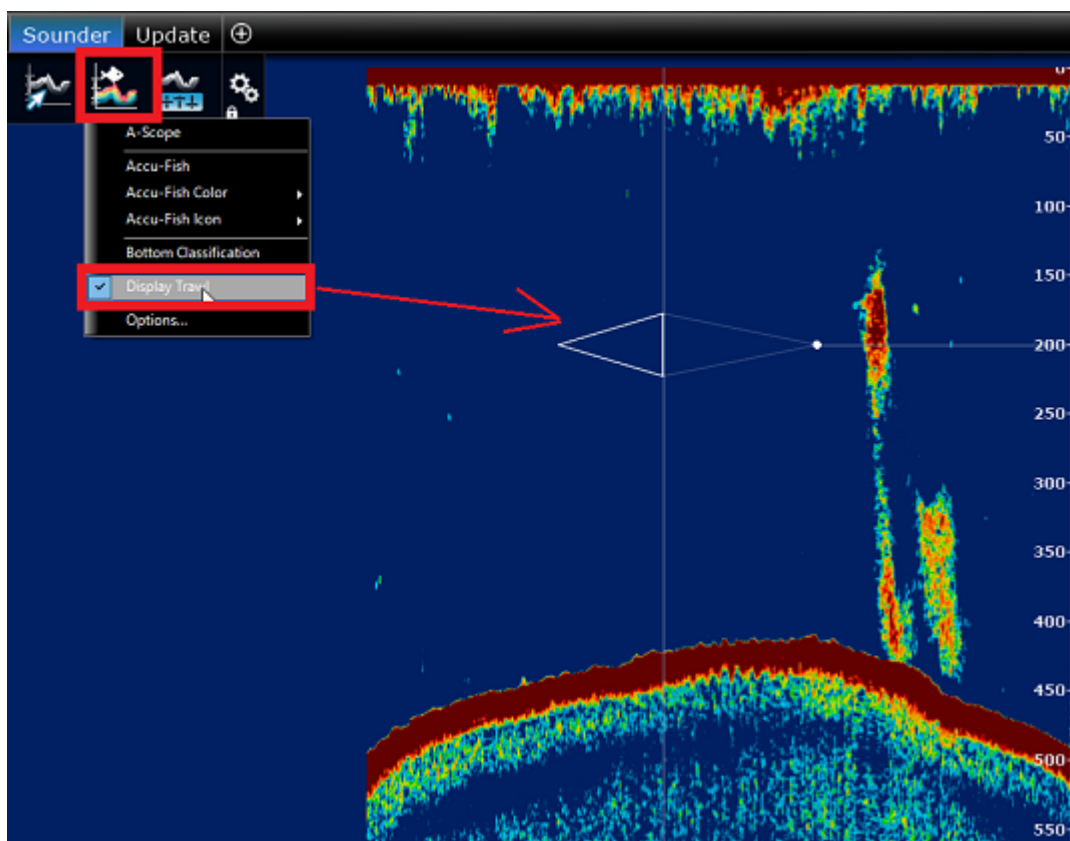 Sounder Update
A-Scope
Accu-Fish
Accu-Fish Color
Accu-Fish Icon
Bottom Classification
Display Trawl
Options...
0
50
100
150
200
250
300
350
400
450
500
550